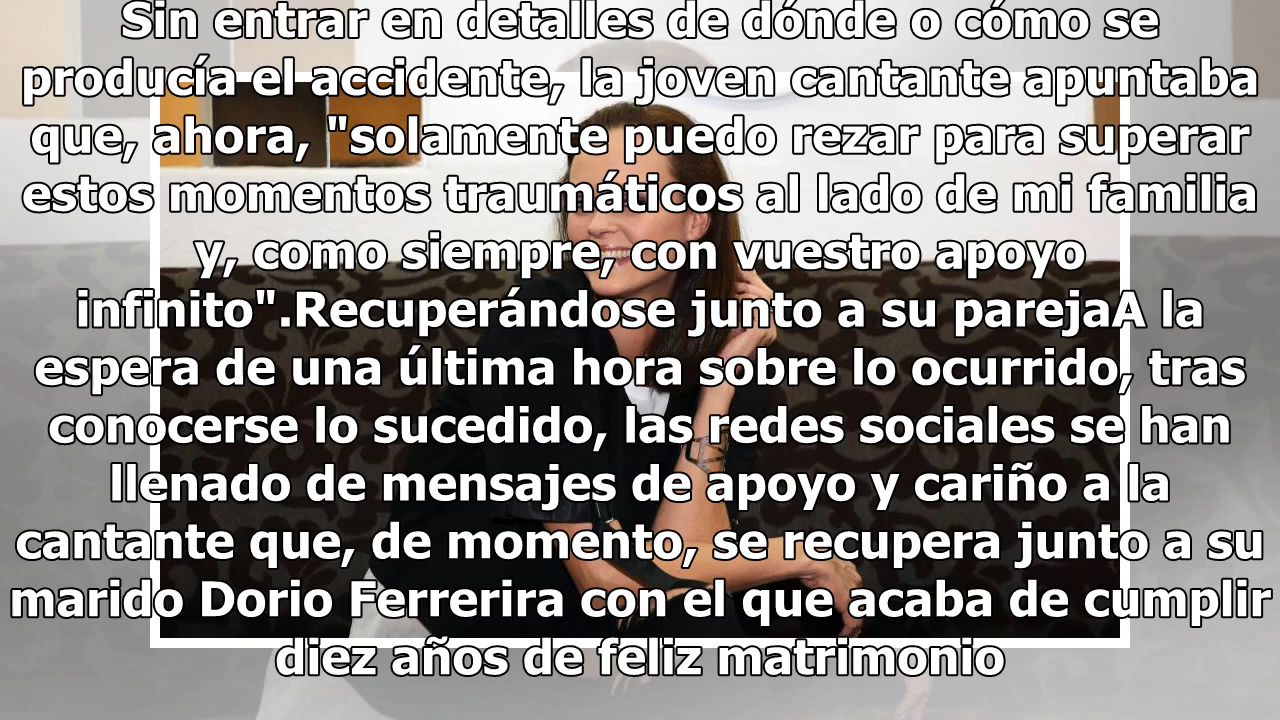 Sin entrar en detalles de dónde o cómo se
producía el accidente, la joven cantante apuntaba
que, ahora, "solamente puedo rezar para superar
estos momentos traumáticos al lado de mi familia
y, como siempre, con vuestro apoyo
infinito".Recuperándose junto a su parejaA la
espera de una última hora sobre lo ocurrido, tras
conocerse lo sucedido, las redes sociales se han
llenado de mensajes de apoyo y cariño a la
cantante que, de momento, se recupera junto a su
marido Dorio Ferrerira con el que acaba de cumplir
diez años de feliz matrimonio